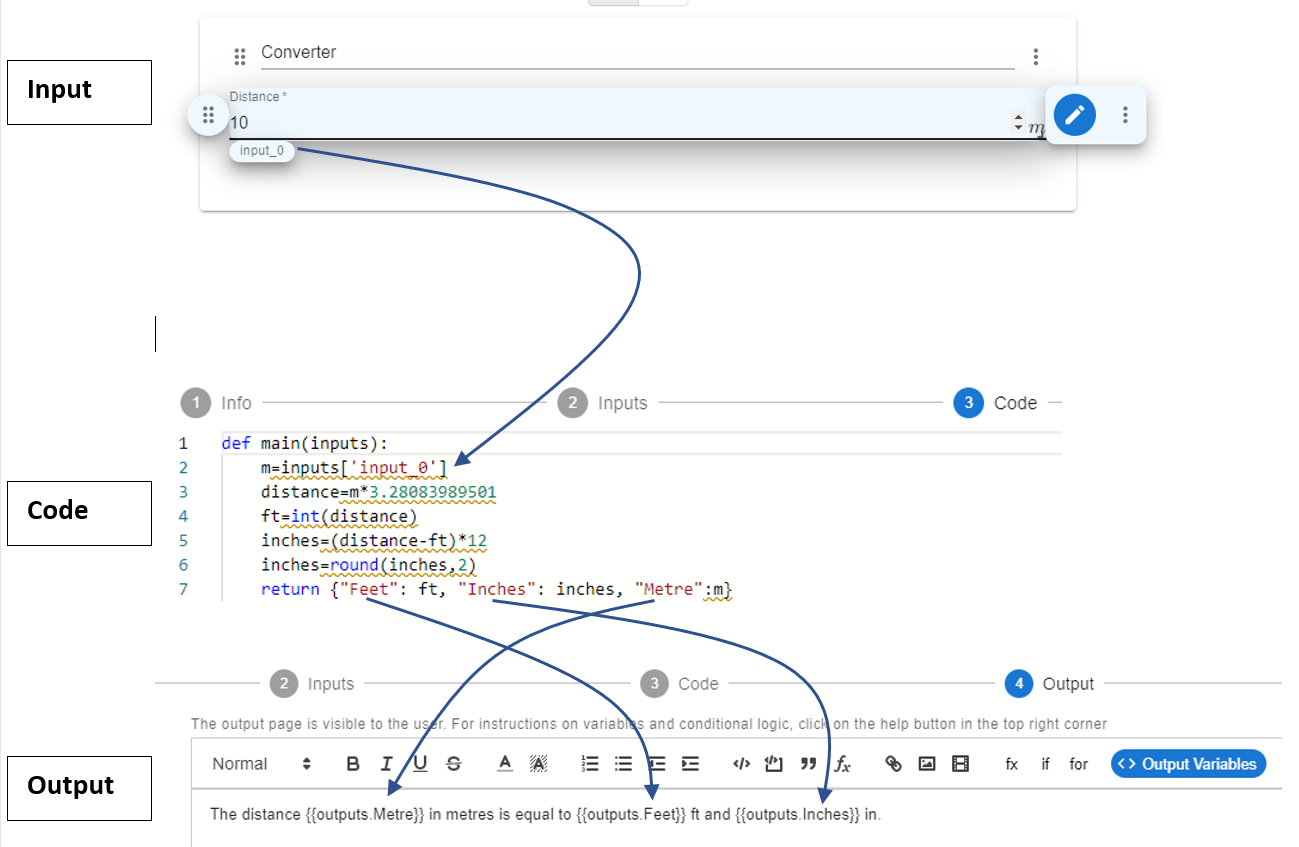 Input
Converter
Distance *
10
m
input_0
1 Info 2 Inputs 3 Code
Code
1 def main(inputs):
2 m=inputs['input_0']
3 distance=m*3.28083989501
4 ft=int(distance)
5 inches=(distance-ft)*12
6 inches=round(inches,2)
7 return {"Feet": ft, "Inches": inches, "Metre":m}
2 Inputs 3 Code 4 Output
The output page is visible to the user. For instructions on variables and conditional logic, click on the help button in the top right corner
Output
Normal B I U S A A </> fx fx if for <> Output Variables
The distance {{outputs.Metre}} in metres is equal to {{outputs.Feet}} ft and {{outputs.Inches}} in.